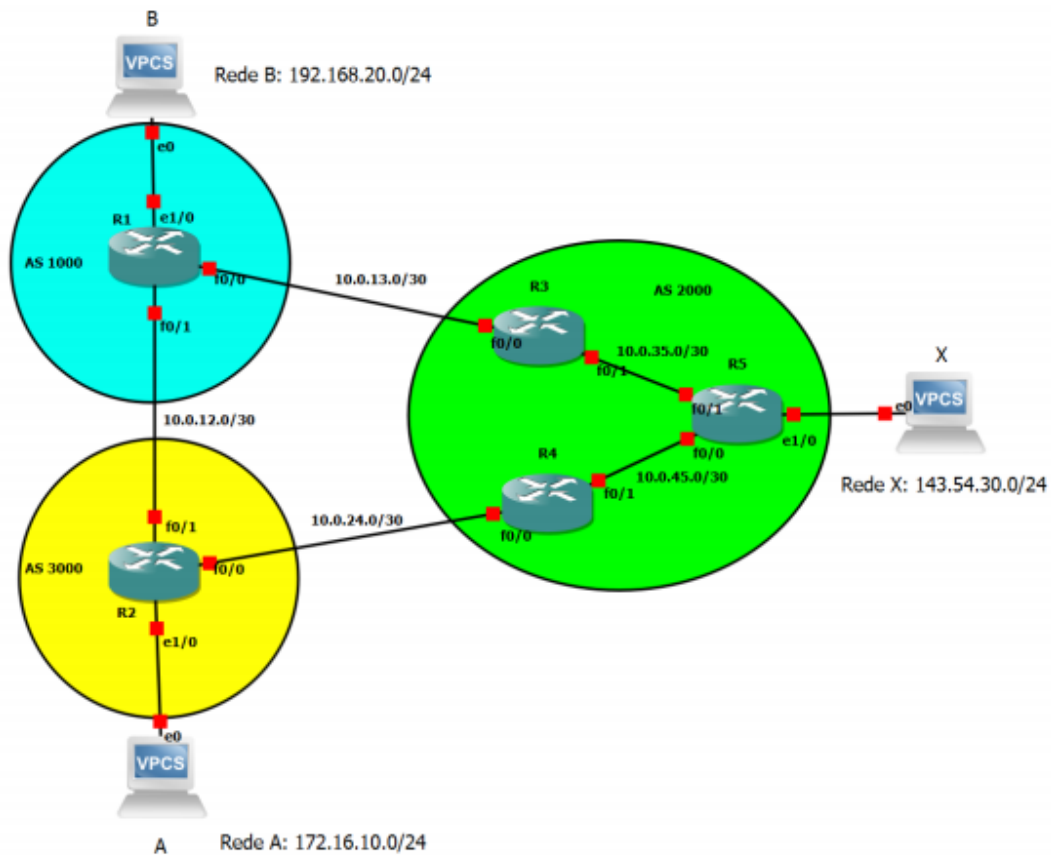 B
VPCS
Rede B: 192.168.20.0/24
e0
R1
e1/0
AS 1000
f0/0
f0/1
10.0.13.0/30
R3
AS 2000
f0/0
10.0.35.0/30
f0/1
R5
X
f0/1
e0
VPCS
e1/0
f0/0
10.0.12.0/30
R4
10.0.45.0/30
f0/1
Rede X: 143.54.30.0/24
f0/1
10.0.24.0/30
f0/0
AS 3000
f0/0
R2
e1/0
e0
VPCS
A
Rede A: 172.16.10.0/24